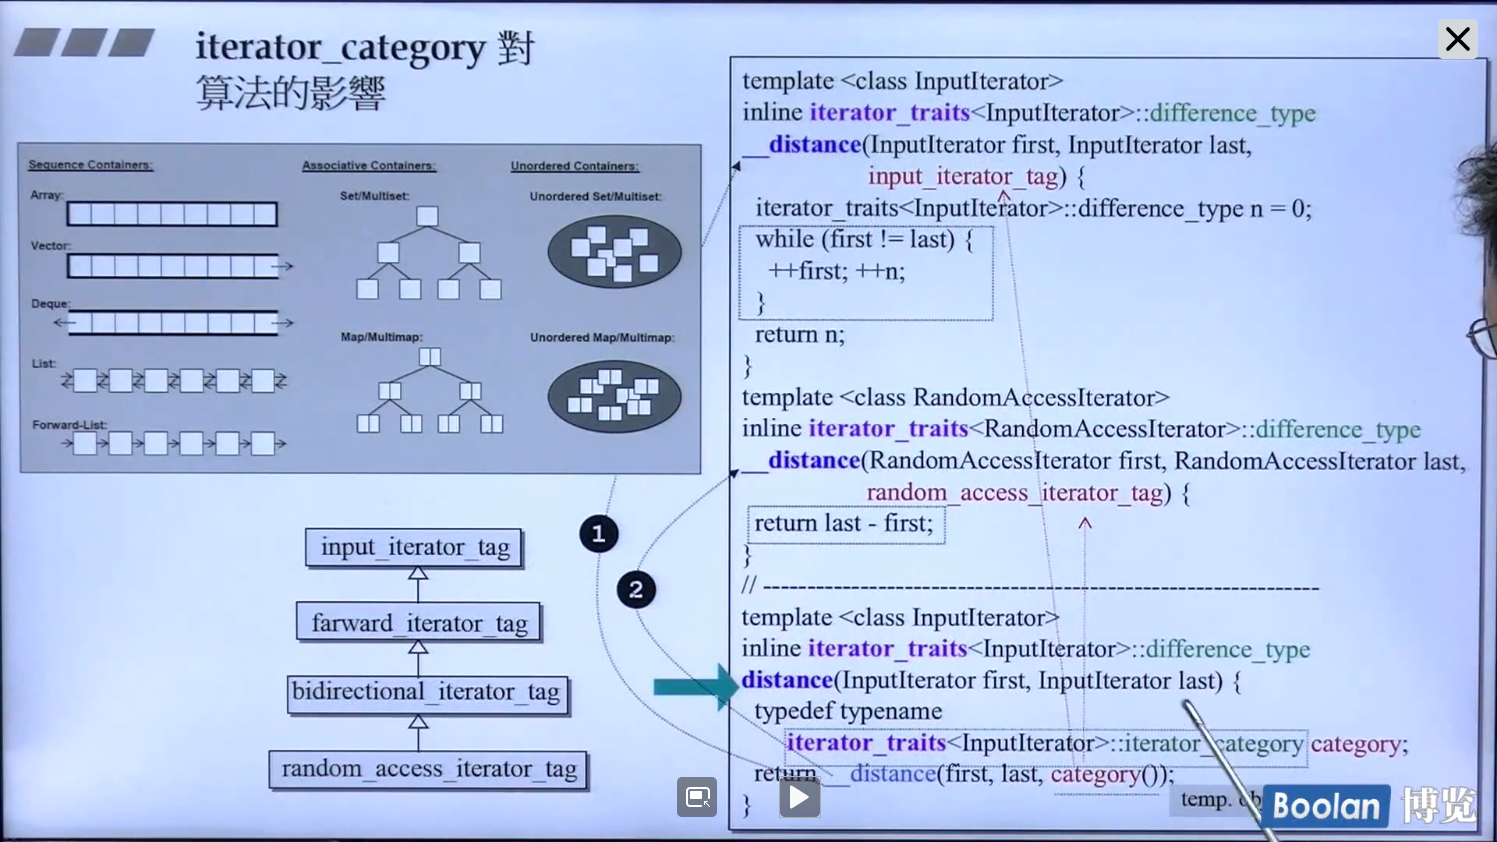 iterator_category 對
算法的影響
Sequence Containers:
Array:
Vector:
Deque:
List:
Forward-List:
Associative Containers:
Set/Multiset:
Map/Multimap:
Unordered Containers:
Unordered Set/Multiset:
Unordered Map/Multimap:
input_iterator_tag
farward_iterator_tag
bidirectional_iterator_tag
random_access_iterator_tag
1
2
template <class InputIterator>
inline iterator_traits<InputIterator>::difference_type
__distance(InputIterator first, InputIterator last,
input_iterator_tag) {
iterator_traits<InputIterator>::difference_type n = 0;
while (first != last) {
++first; ++n;
}
return n;
}
template <class RandomAccessIterator>
inline iterator_traits<RandomAccessIterator>::difference_type
__distance(RandomAccessIterator first, RandomAccessIterator last,
random_access_iterator_tag) {
return last - first;
}
// ---------------------------------------------------------------------
template <class InputIterator>
inline iterator_traits<InputIterator>::difference_type
distance(InputIterator first, InputIterator last) {
typedef typename
iterator_traits<InputIterator>::iterator_category category;
return __distance(first, last, category());
}
temp.
Boolan 博览